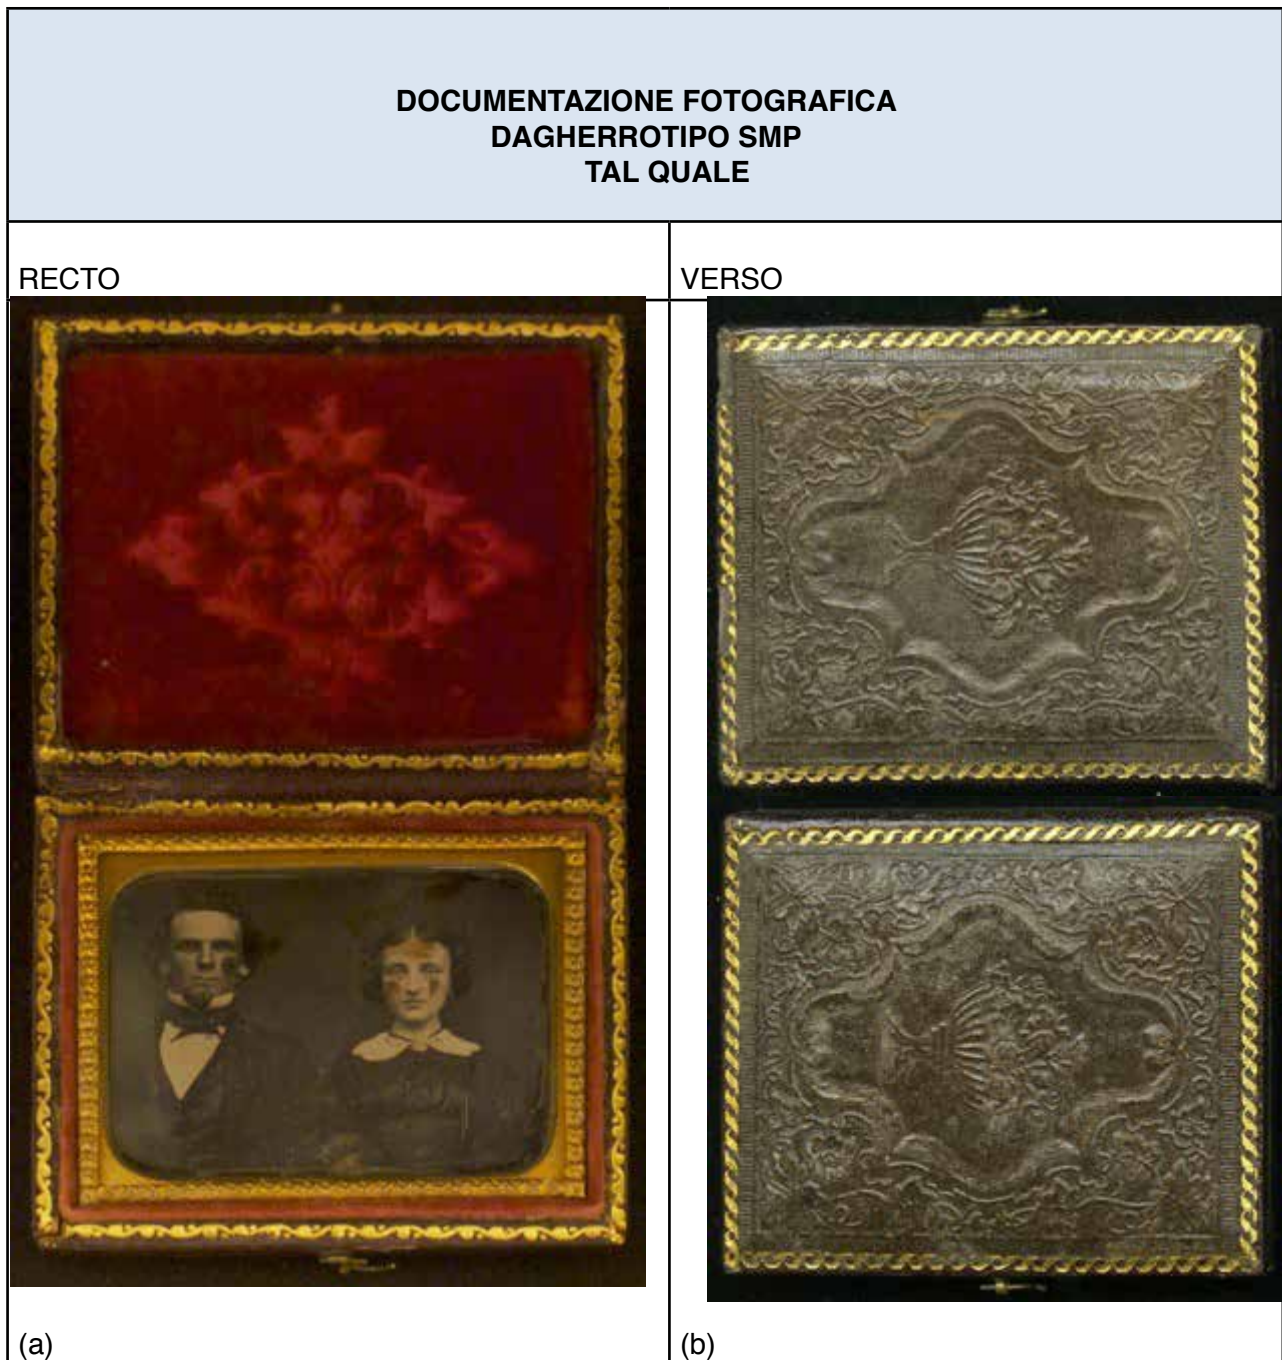 DOCUMENTAZIONE FOTOGRAFICA
DAGHERROTIPO SMP
TAL QUALE
RECTO
VERSO
(a)
(b)